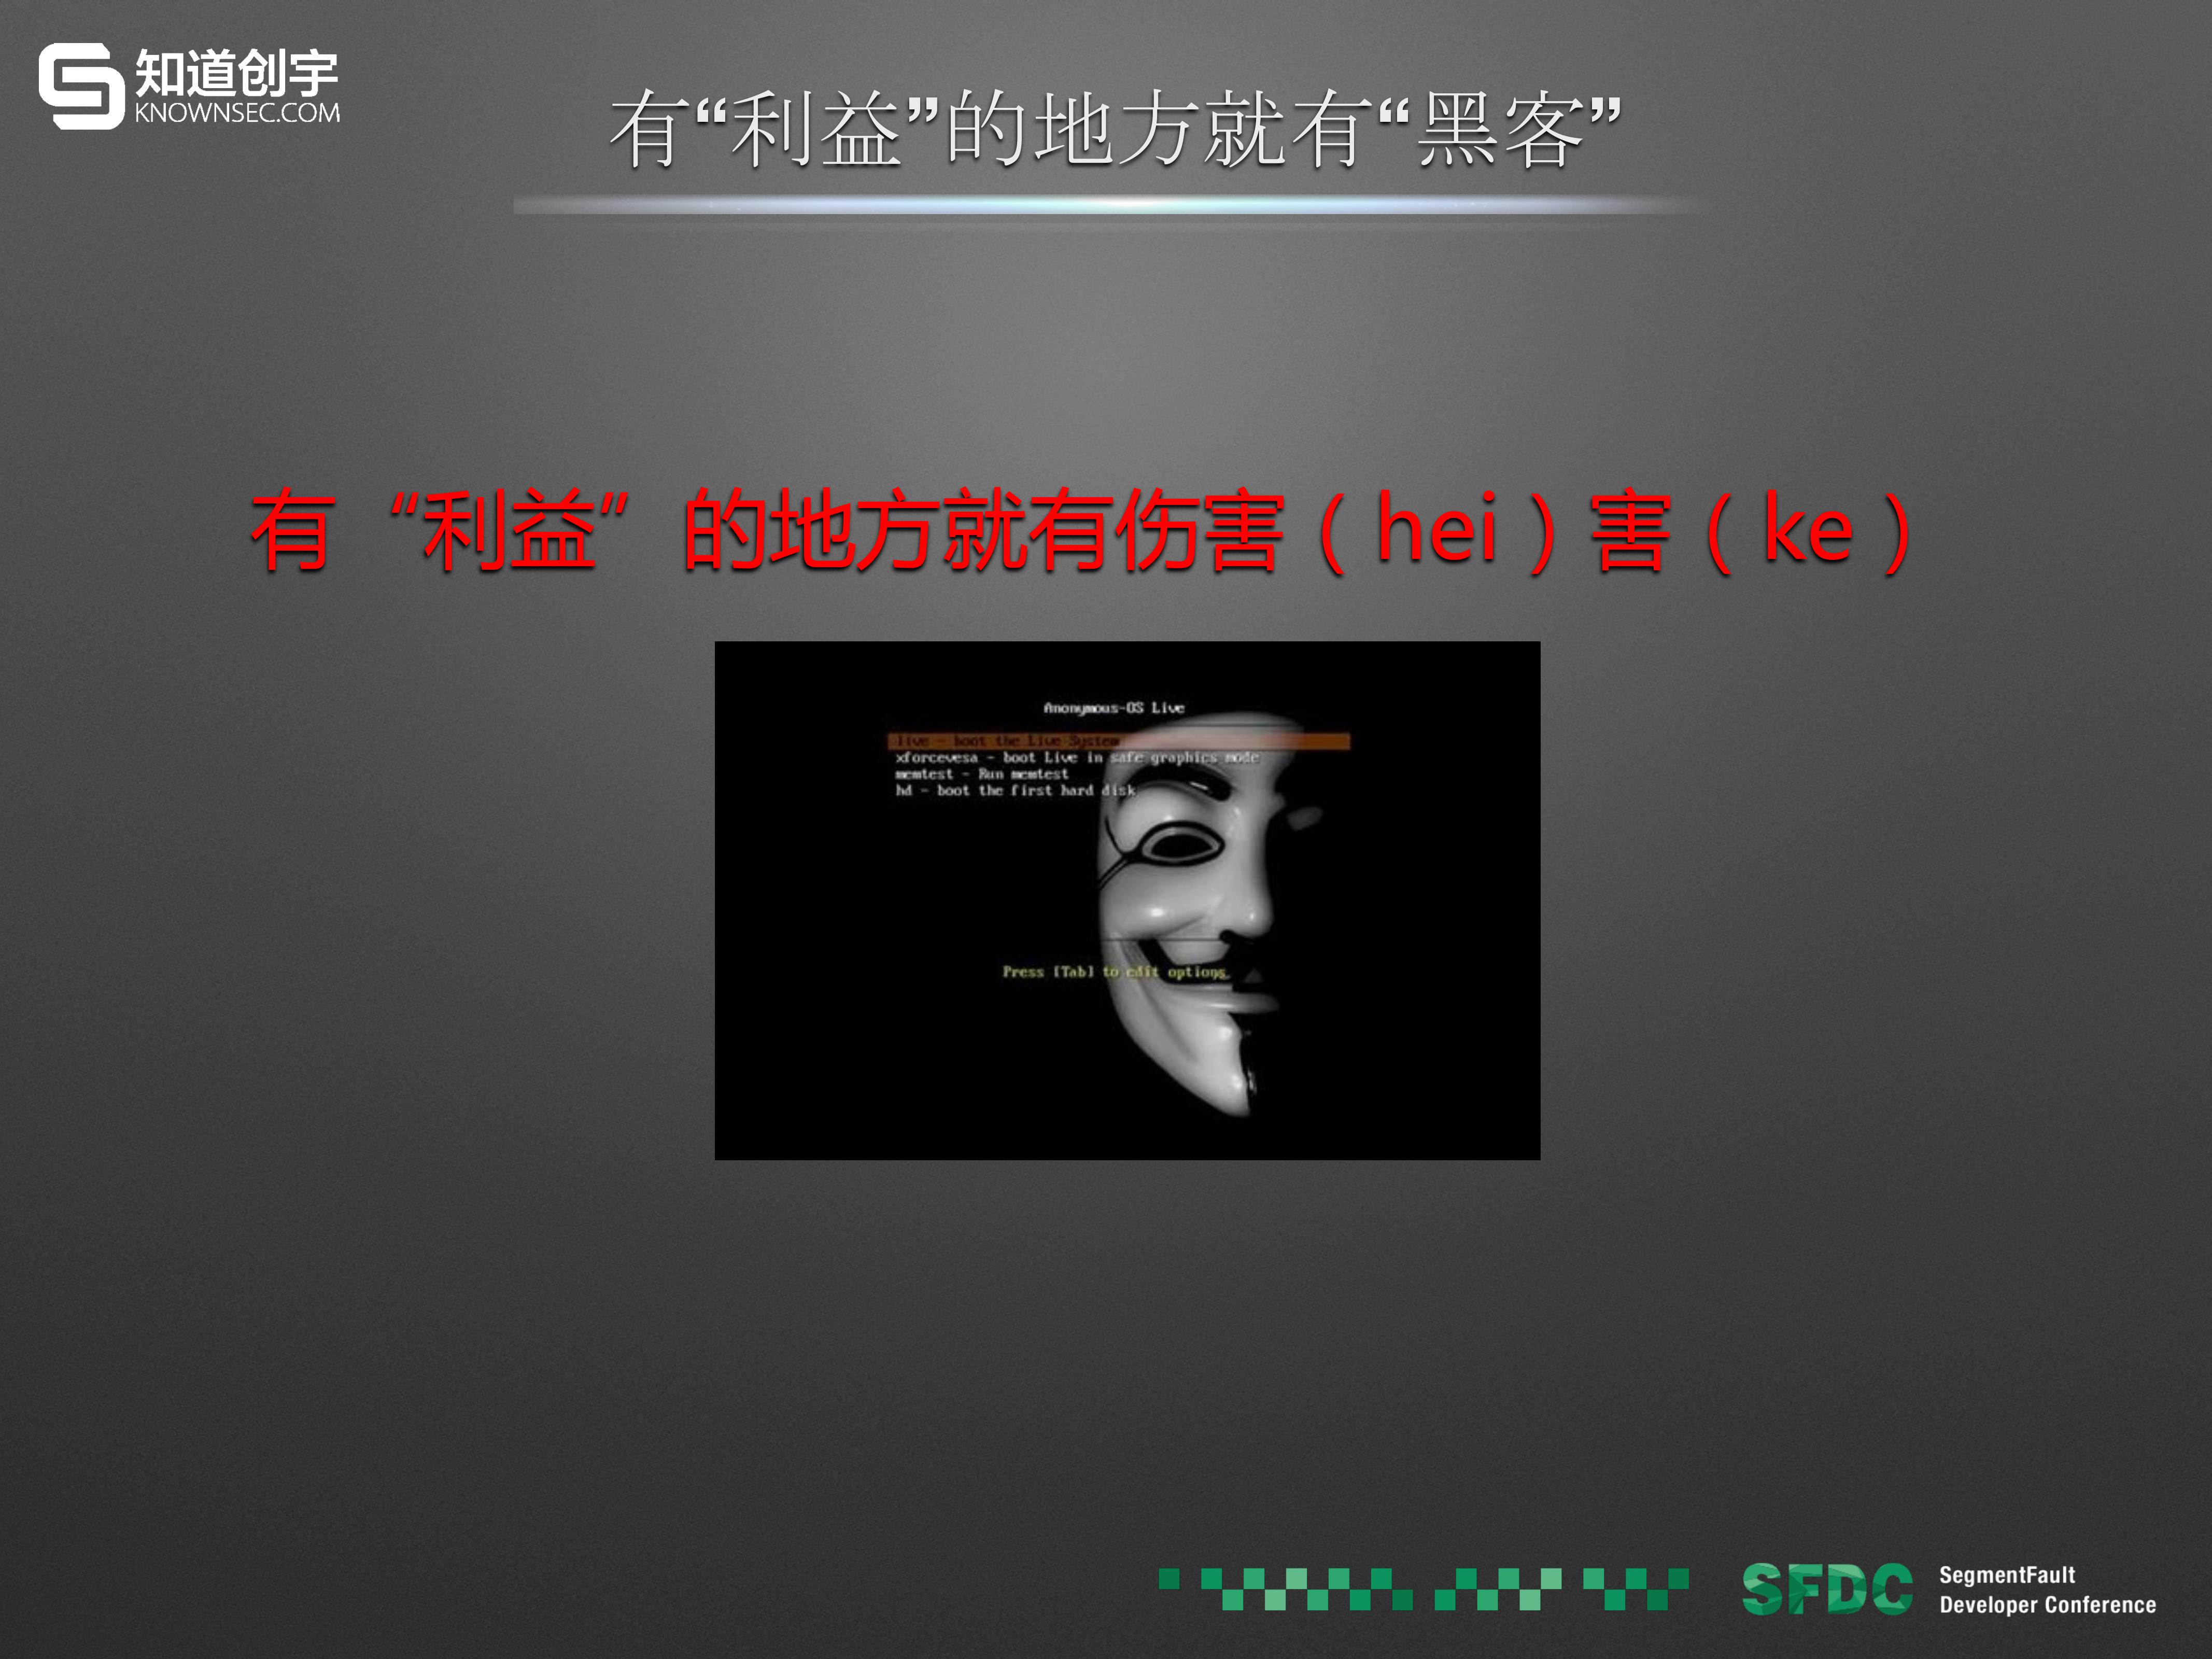 知道创宇
KNOWNSEC.COM
有“利益”的地方就有“黑客”
有“利益”的地方就有伤害（hei）害（ke）
Anonymous-OS Live
live - boot the Live System
xforcevesa - boot Live in safe graphics mode
memtest - Run memtest
hd - boot the first hard disk
Press [Tab] to edit options
SFDC
SegmentFault
Developer Conference